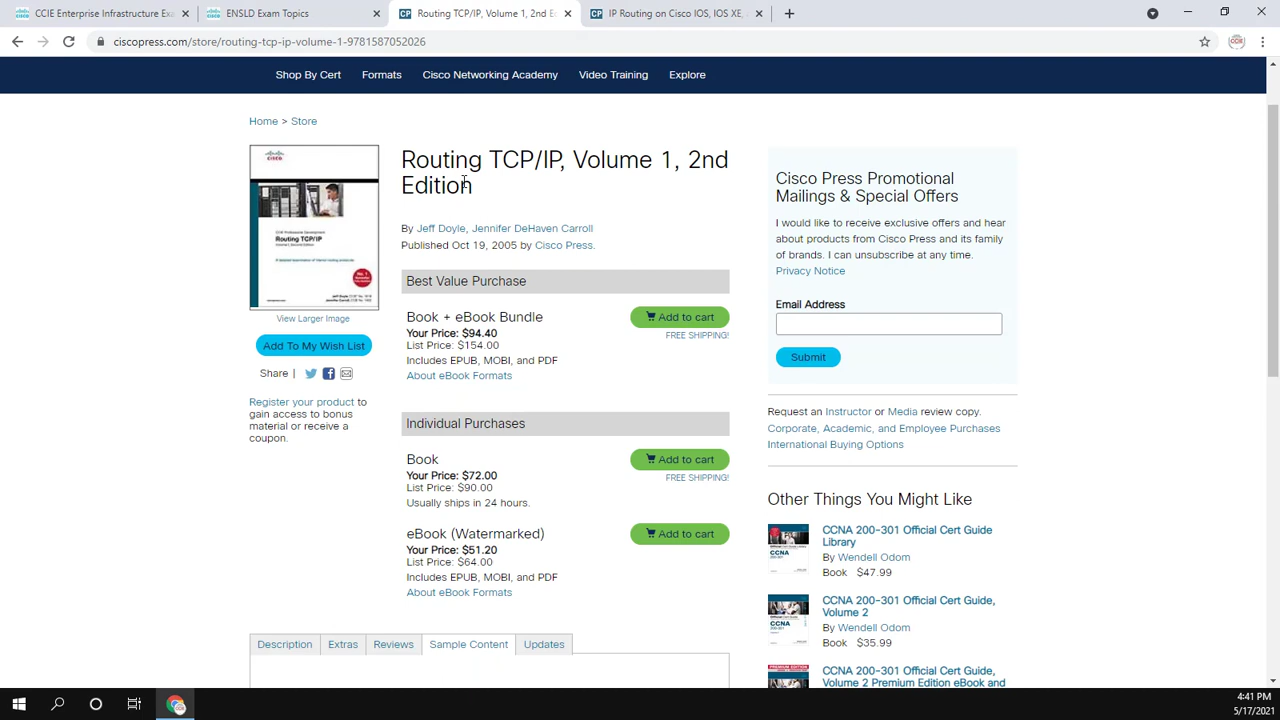 CCIE Enterprise Infrastructure Exam
ENSLD Exam Topics
Routing TCP/IP, Volume 1, 2nd E
IP Routing on Cisco IOS, IOS XE,
ciscopress.com/store/routing-tcp-ip-volume-1-9781587052026
Shop By Cert Formats Cisco Networking Academy Video Training Explore
Home > Store
CISCO
Routing TCP/IP
View Larger Image
Add To My Wish List
Share |
Register your product to
gain access to bonus
material or receive a
coupon.
Routing TCP/IP, Volume 1, 2nd
Edition
By Jeff Doyle, Jennifer DeHaven Carroll
Published Oct 19, 2005 by Cisco Press.
Best Value Purchase
Book + eBook Bundle
Add to cart
Your Price: $94.40
FREE SHIPPING!
List Price: $154.00
Includes EPUB, MOBI, and PDF
About eBook Formats
Individual Purchases
Book
Add to cart
Your Price: $72.00
FREE SHIPPING!
List Price: $90.00
Usually ships in 24 hours.
eBook (Watermarked)
Add to cart
Your Price: $51.20
List Price: $64.00
Includes EPUB, MOBI, and PDF
About eBook Formats
Description Extras Reviews Sample Content Updates
Cisco Press Promotional
Mailings & Special Offers
I would like to receive exclusive offers and hear
about products from Cisco Press and its family
of brands. I can unsubscribe at any time.
Privacy Notice
Email Address
Submit
Request an Instructor or Media review copy.
Corporate, Academic, and Employee Purchases
International Buying Options
Other Things You Might Like
CCNA 200-301 Official Cert Guide
Library
By Wendell Odom
Book $47.99
CCNA 200-301 Official Cert Guide,
Volume 2
By Wendell Odom
Book $35.99
CCNA 200-301 Official Cert Guide,
Volume 2 Premium Edition eBook and
4:41 PM
5/17/2021